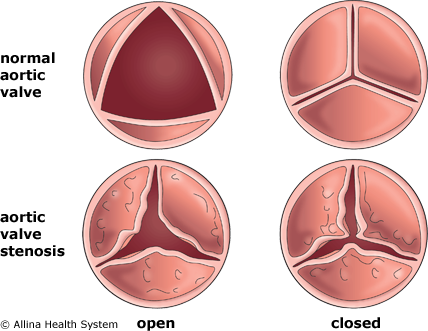 normal
aortic
valve
aortic
valve
stenosis
open
closed
© Allina Health System